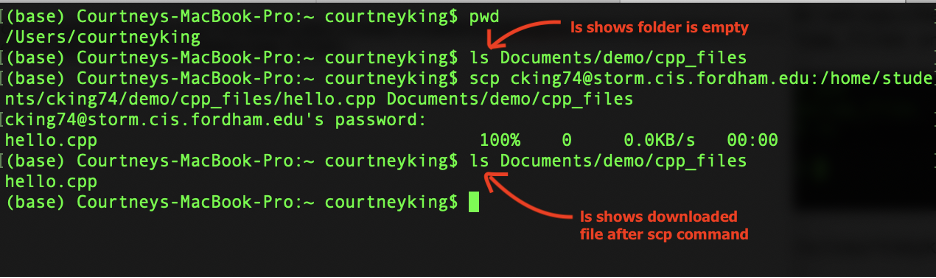 (base) Courtneys-MacBook-Pro:~ courtneyking$ pwd
ls shows folder is empty
/Users/courtneyking
[(base) Courtneys-MacBook-Pro:~ courtneyking$ ls Documents/demo/cpp_files
[(base) Courtneys-MacBook-Pro:~ courtneyking$ scp cking74@storm.cis.fordham.edu:/home/stude]
nts/cking74/demo/cpp_files/hello.cpp Documents/demo/cpp_files
[cking74@storm.cis.fordham.edu's password:
hello.cpp 100% 0 0.0KB/s 00:00
[(base) Courtneys-MacBook-Pro:~ courtneyking$ ls Documents/demo/cpp_files
hello.cpp
(base) Courtneys-MacBook-Pro:~ courtneyking$
ls shows downloaded
file after scp command